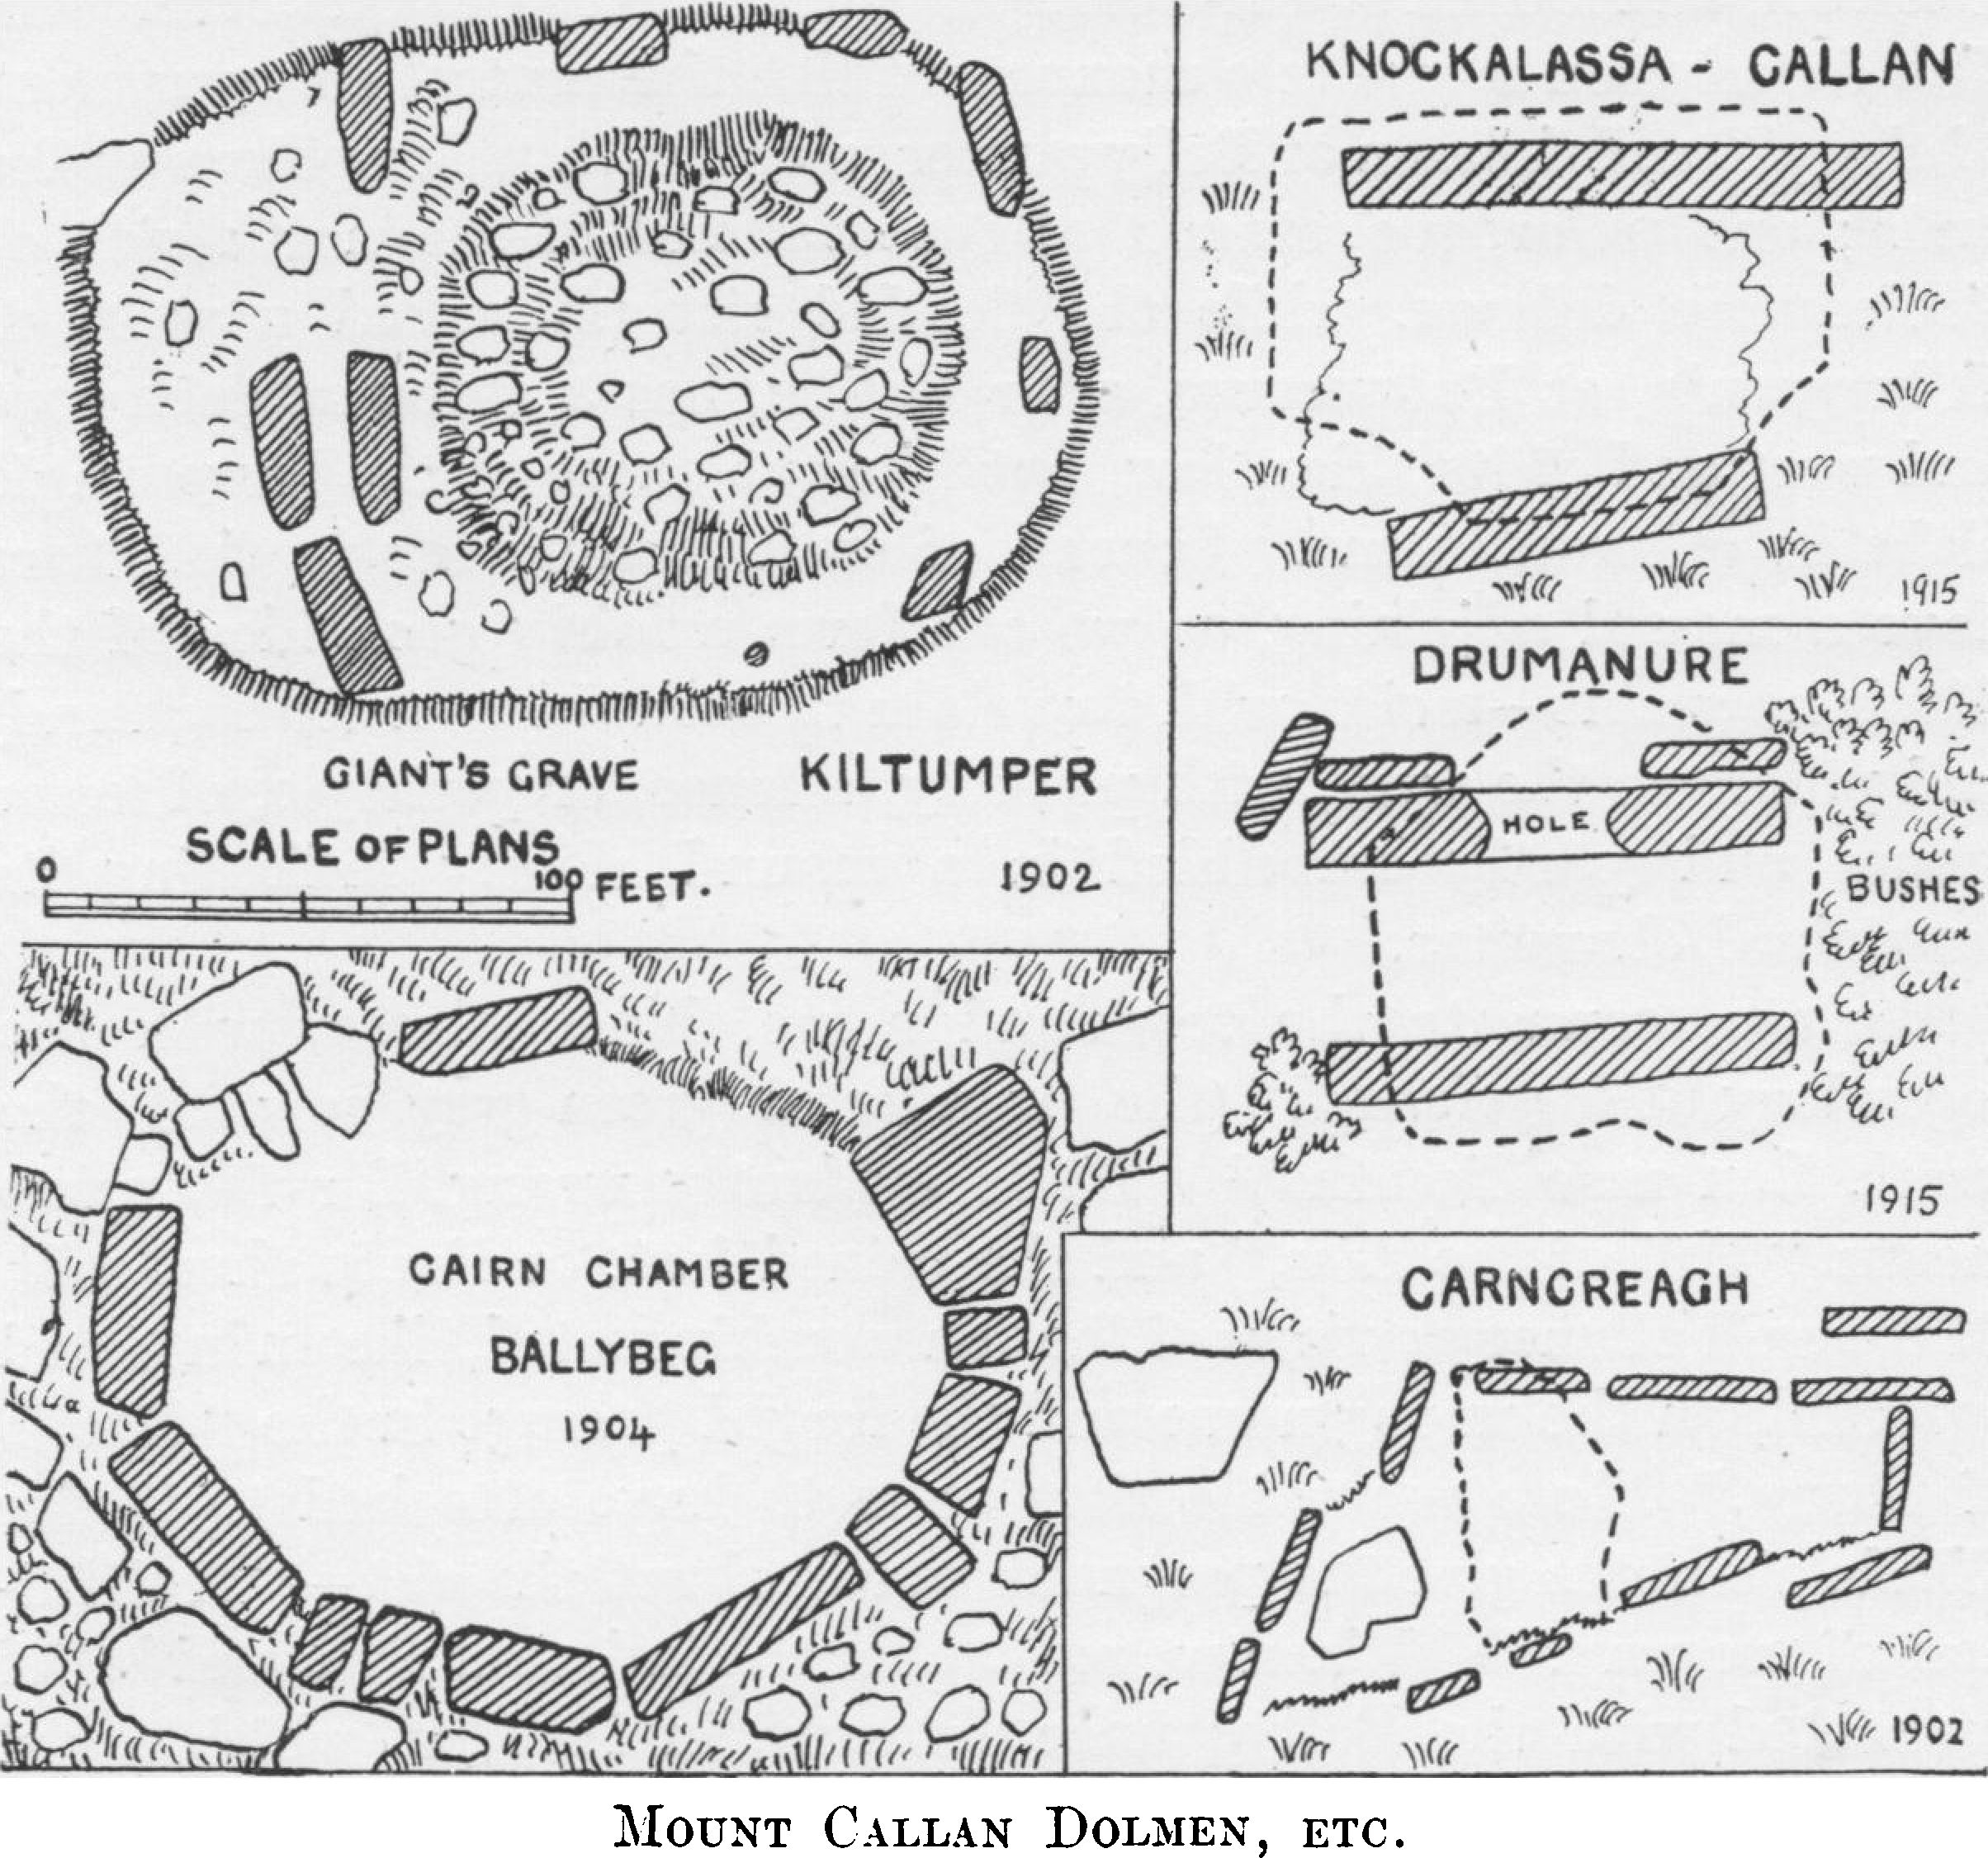 GIANT'S GRAVE KILTUMPER
SCALE OF PLANS
0 100 FEET.
1902
KNOCKALASSA - CALLAN
1915
DRUMANURE
HOLE
BUSHES
1915
CAIRN CHAMBER
BALLYBEG
1904
CARNCREAGH
1902
MOUNT CALLAN DOLMEN, ETC.